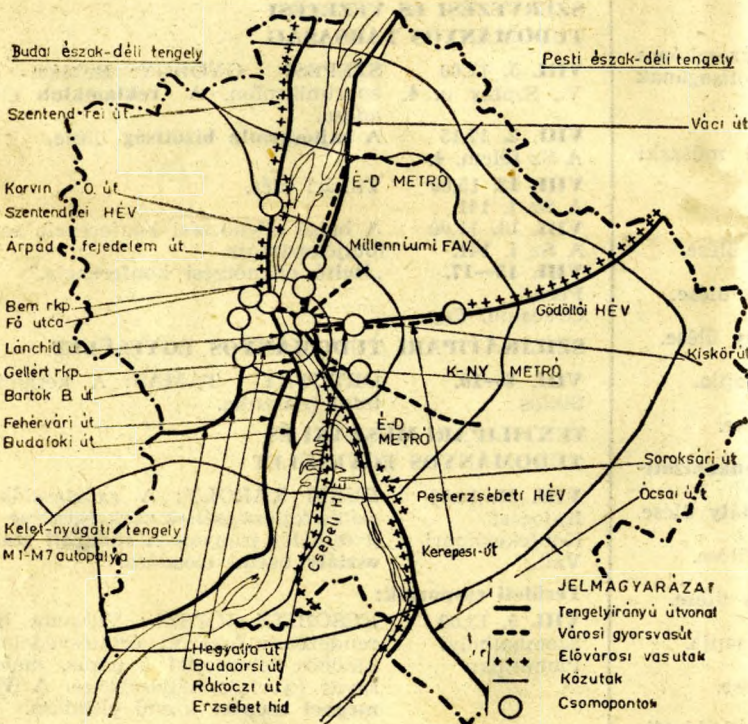 Budai észak-déli tengely
Pesti észak-déli tengely
Szentendrei út
Váci út
É-D METRÓ
Korvin O. út
Szentendrei HÉV
Millenniumi FAV.
Árpád fejedelem út
Bem rkp
Fő utca
Gödöllői HÉV
Lánchíd
Kiskörút
Gellért rkp.
K-NY METRÓ
Bartók B. út
Fehérvári út
É-D METRÓ
Budafoki út
Soroksári út
Pesterzsébeti HÉV
Ócsai út
Kelet-nyugati tengely
M1-M7 autópálya
Csepeli HÉV
Kerepesi-út
Hegyalja út
Budaörsi út
Rákóczi út
Erzsébet híd
JELMAGYARÁZAT
Tengelyirányú útvonal
Városi gyorsvasút
Elővárosi vasutak
Közutak
Csomópontok